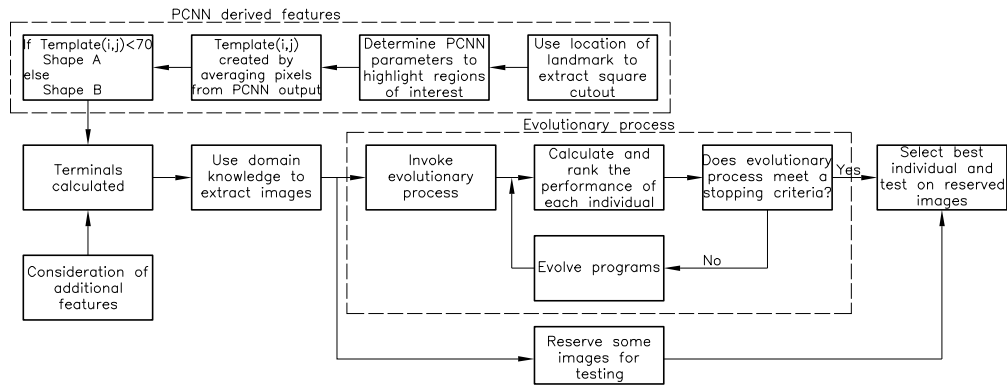 PCNN derived features
If Template(i,j)<70
Shape A
else
Shape B
Template(i,j)
created by
averaging pixels
from PCNN output
Determine PCNN
parameters to
highlight regions
of interest
Use location of
landmark to
extract square
cutout
Evolutionary process
Terminals
calculated
Use domain
knowledge to
extract images
Invoke
evolutionary
process
Calculate and
rank the
performance of
each individual
Does evolutionary
process meet a
stopping criteria?
Yes
Select best
individual and
test on reserved
images
Consideration of
additional
features
Evolve programs
No
Reserve some
images for
testing